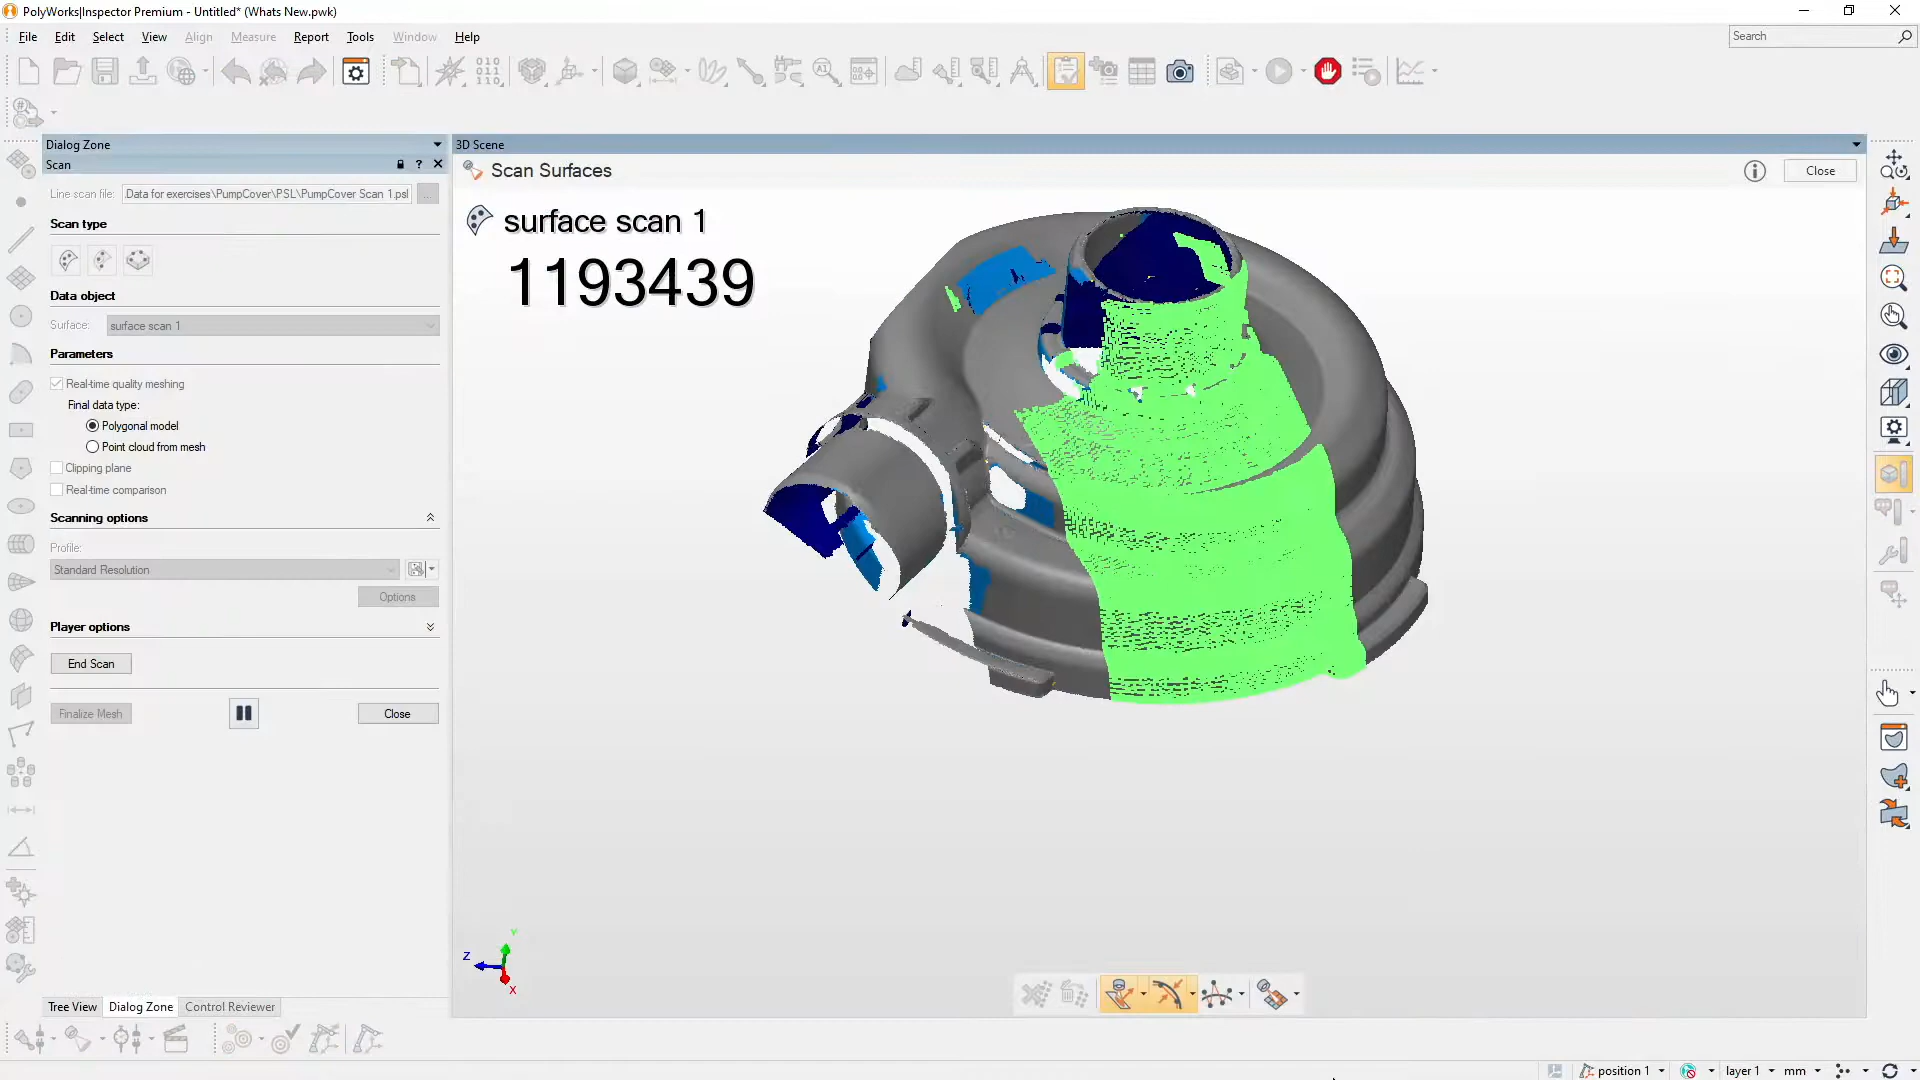 PolyWorks|Inspector Premium - Untitled* (Whats New.pwk)
File Edit Select View Align Measure Report Tools Window Help
Search
Dialog Zone
3D Scene
Scan
?
Scan Surfaces
Close
Line scan file: Data for exercises\PumpCover\PSL\PumpCover Scan 1.psl ...
Scan type
surface scan 1
1193439
Data object
Surface: surface scan 1
Parameters
Real-time quality meshing
Final data type:
Polygonal model
Point cloud from mesh
Clipping plane
Real-time comparison
Scanning options
Profile:
Standard Resolution
Options
Player options
End Scan
Finalize Mesh
Close
Y
Z
X
Tree View Dialog Zone Control Reviewer
position 1 layer 1 mm